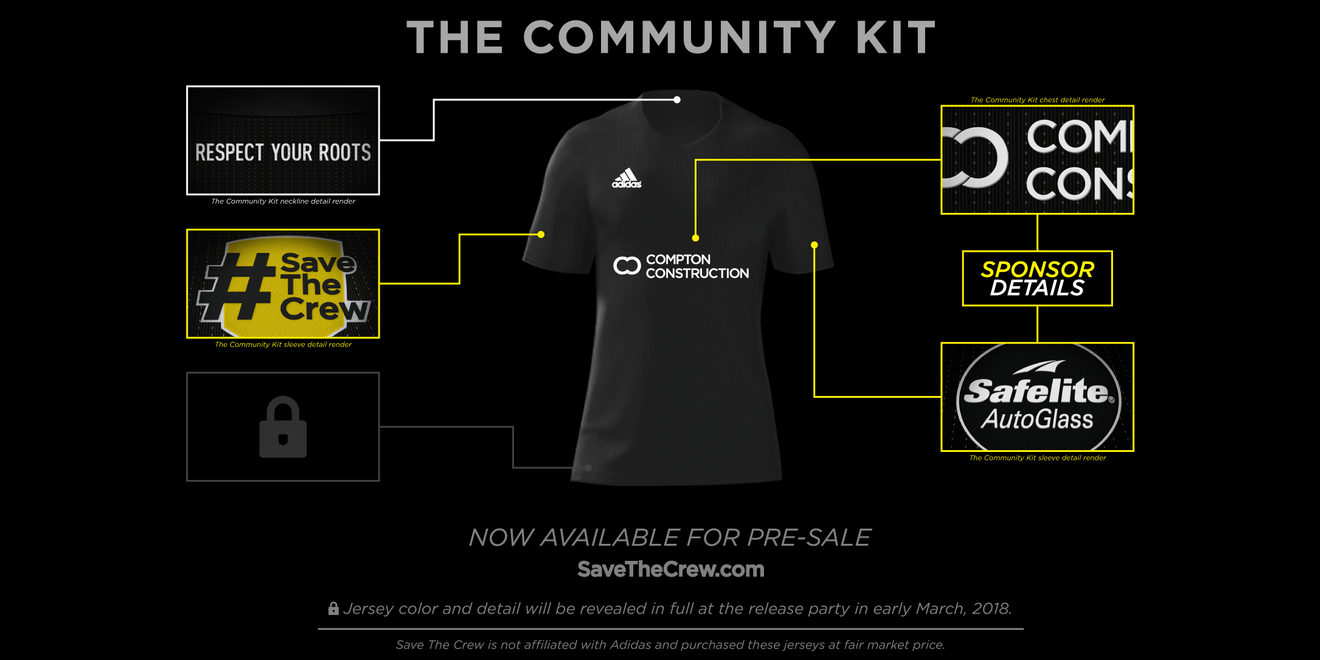 THE COMMUNITY KIT
RESPECT YOUR ROOTS
The Community Kit neckline detail render
#Save
The
Crew
The Community Kit sleeve detail render
adidas
COMPTON
CONSTRUCTION
The Community Kit chest detail render
COM
CONS
SPONSOR
DETAILS
Safelite®
AutoGlass
The Community Kit sleeve detail render
NOW AVAILABLE FOR PRE-SALE
SaveTheCrew.com
Jersey color and detail will be revealed in full at the release party in early March, 2018.
Save The Crew is not affiliated with Adidas and purchased these jerseys at fair market price.